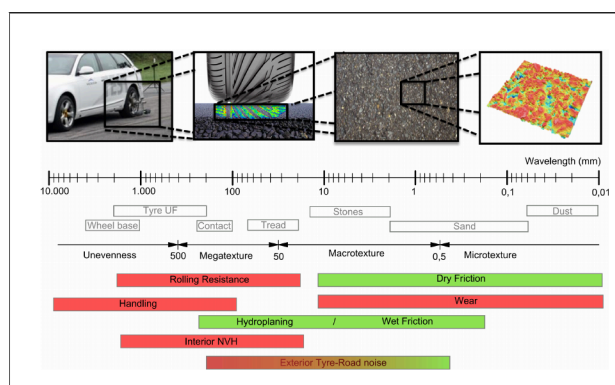 Wavelength (mm)
10.000 1.000 100 10 1 0,1 0,01
Tyre UF Stones Dust
Wheel base Contact Tread Sand
Unevenness 500 Megatexture 50 Macrotexture 0,5 Microtexture
Rolling Resistance Dry Friction
Handling Wear
Hydroplaning / Wet Friction
Interior NVH
Exterior Tyre-Road noise